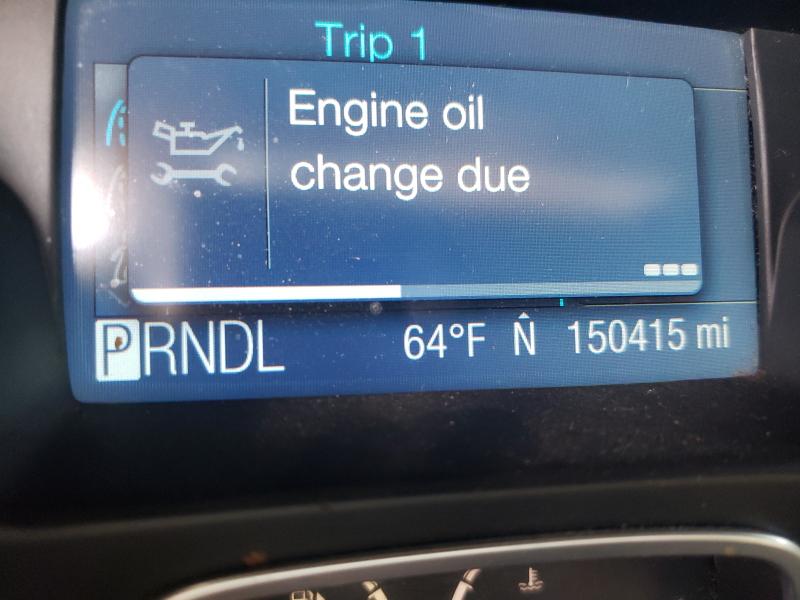 Trip 1
Engine oil
change due
PRNDL 64°F N 150415 mi